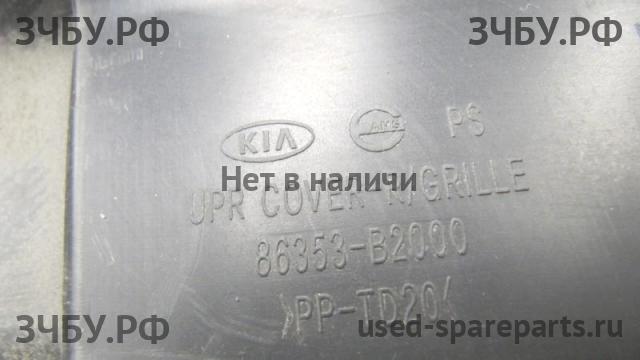 ЗЧБУ.РФ ЗЧБУ.РФ
KIA AMS PS
Нет в наличи
UPR COVER R/GRILLE
86353-B2000
>PP-TD20<
ЗЧБУ.РФ used-spareparts.ru